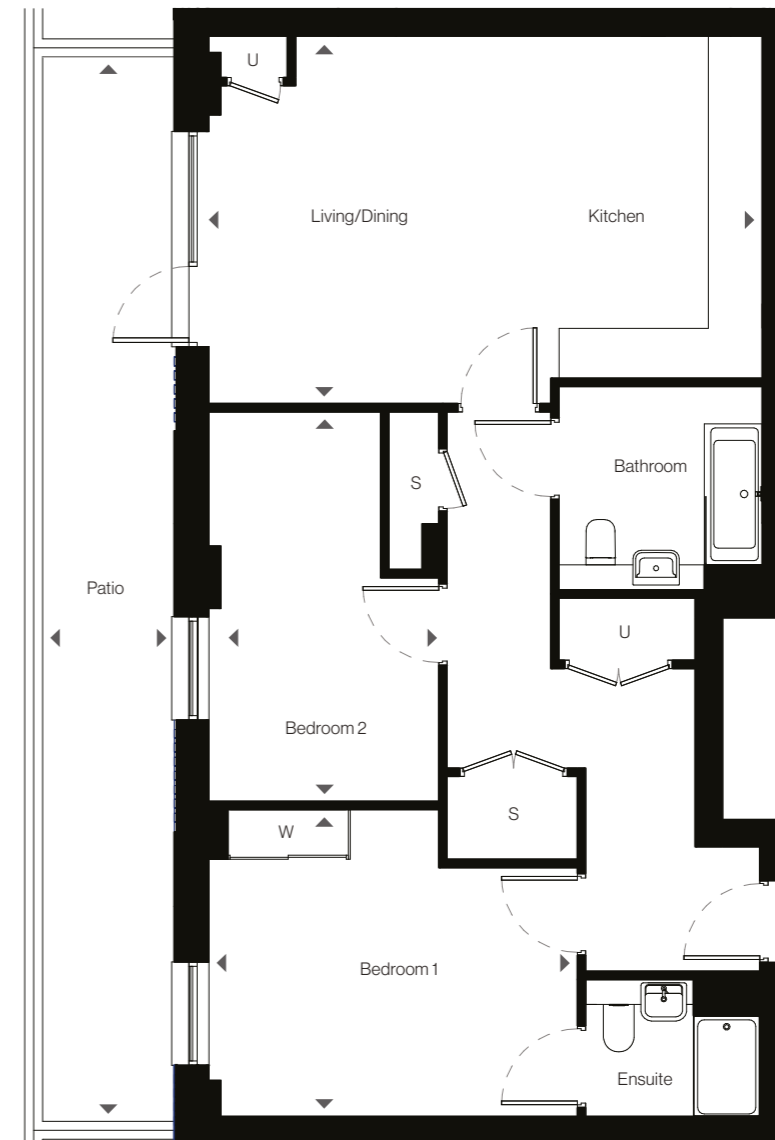 U
Living/Dining
Kitchen
Bathroom
S
Patio
U
Bedroom 2
S
W
Bedroom 1
Ensuite